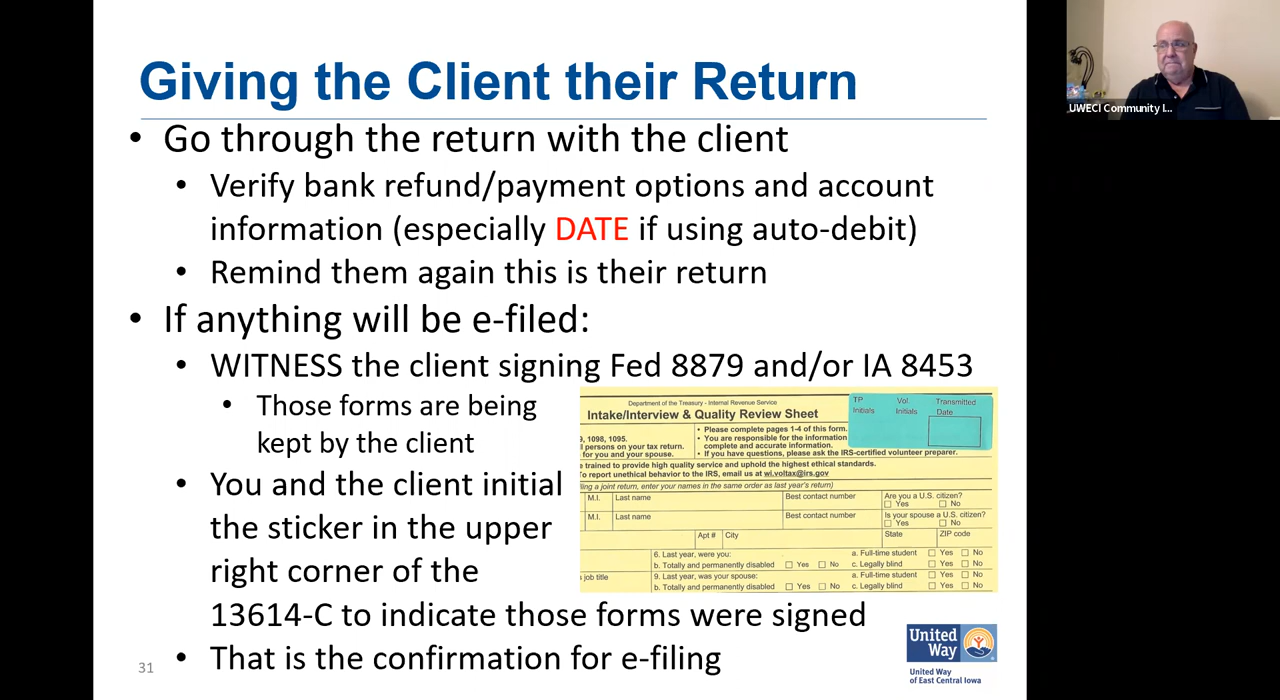 Giving the Client their Return
• Go through the return with the client
• Verify bank refund/payment options and account
information (especially DATE if using auto-debit)
• Remind them again this is their return
• If anything will be e-filed:
• WITNESS the client signing Fed 8879 and/or IA 8453
• Those forms are being
kept by the client
• You and the client initial
the sticker in the upper
right corner of the
13614-C to indicate those forms were signed
• That is the confirmation for e-filing
Department of the Treasury - Internal Revenue Service
Intake/Interview & Quality Review Sheet
TP Vol. Transmitted
Initials Initials Date
9, 1098, 1095.
l persons on your tax return.
for you and your spouse.
• Please complete pages 1-4 of this form.
• You are responsible for the information
complete and accurate information.
• If you have questions, please ask the IRS-certified volunteer preparer.
trained to provide high quality service and uphold the highest ethical standards.
To report unethical behavior to the IRS, email us at wi.voltax@irs.gov
ling a joint return, enter your names in the same order as last year's return)
M.I. Last name Best contact number Are you a U.S. citizen?
Yes No
M.I. Last name Best contact number Is your spouse a U.S. citizen?
Yes No
Apt # City State ZIP code
6. Last year, were you: a. Full-time student Yes No
b. Totally and permanently disabled Yes No c. Legally blind Yes No
job title 9. Last year, was your spouse: a. Full-time student Yes No
b. Totally and permanently disabled Yes No c. Legally blind Yes No
31
United
Way
United Way
of East Central Iowa
UWECI Community I...